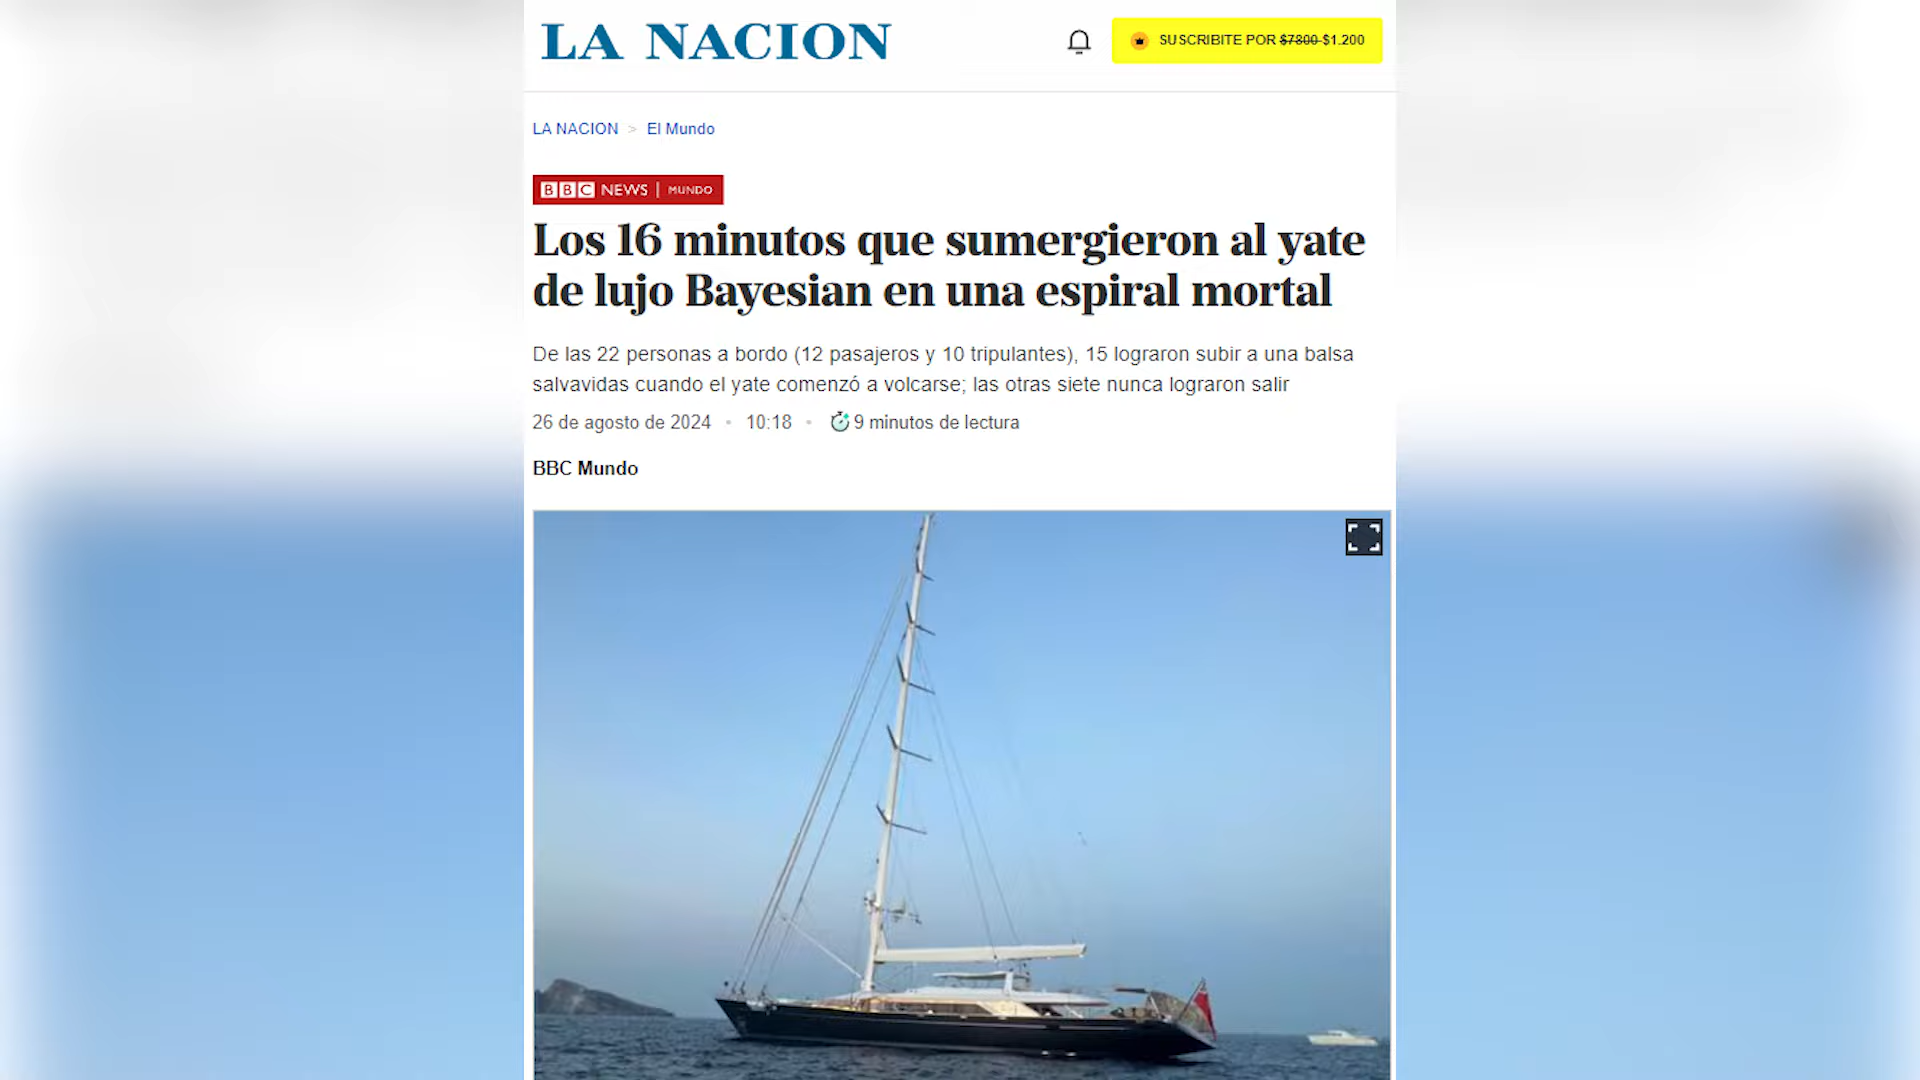 LA NACION
SUSCRIBITE POR $7800 $1.200
LA NACION > El Mundo
BBC NEWS | MUNDO
Los 16 minutos que sumergieron al yate
de lujo Bayesian en una espiral mortal
De las 22 personas a bordo (12 pasajeros y 10 tripulantes), 15 lograron subir a una balsa
salvavidas cuando el yate comenzó a volcarse; las otras siete nunca lograron salir
26 de agosto de 2024 • 10:18 • 9 minutos de lectura
BBC Mundo